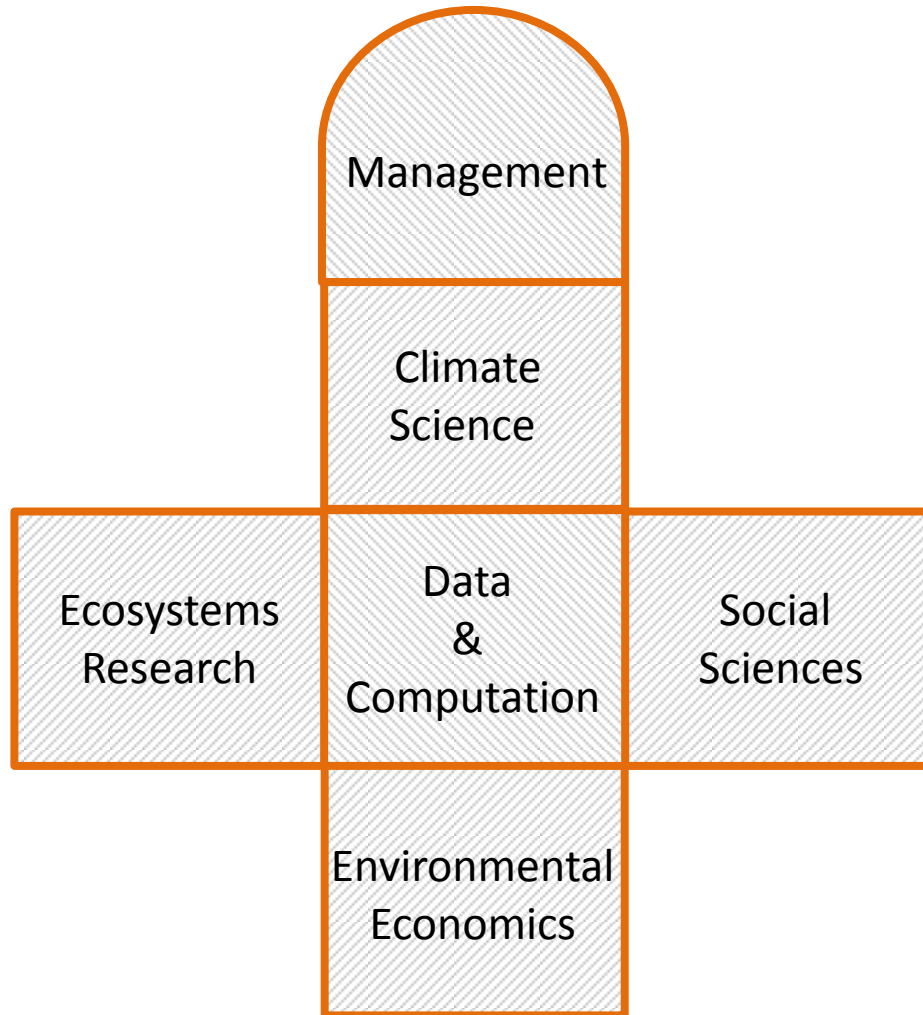 Management
Climate
Science
Ecosystems
Research
Data
&
Computation
Social
Sciences
Environmental
Economics